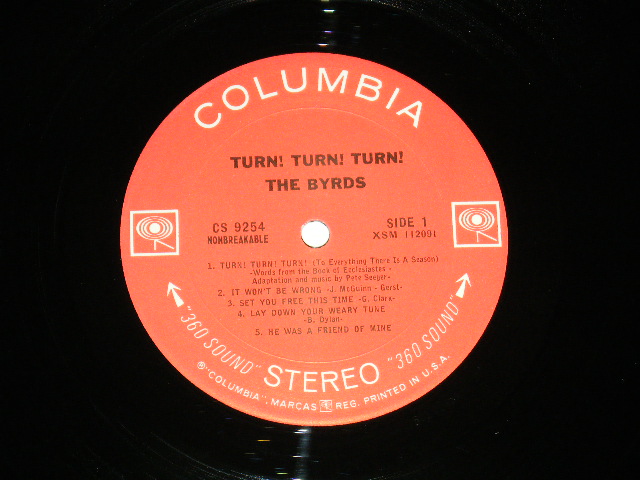 COLUMBIA
TURN! TURN! TURN!
THE BYRDS
CS 9254
NONBREAKABLE
SIDE 1
XSM 112091
1. TURN! TURN! TURN! (To Everything There Is A Season)
-Words from the Book of Ecclesiastes-
Adaptation and music by Pete Seeger-
2. IT WON'T BE WRONG -J. McGuinn - Gerst-
3. SET YOU FREE THIS TIME -G. Clark-
4. LAY DOWN YOUR WEARY TUNE
-B. Dylan-
5. HE WAS A FRIEND OF MINE
"360 SOUND" STEREO "360 SOUND"
®"COLUMBIA", MARCAS REG. PRINTED IN U.S.A.